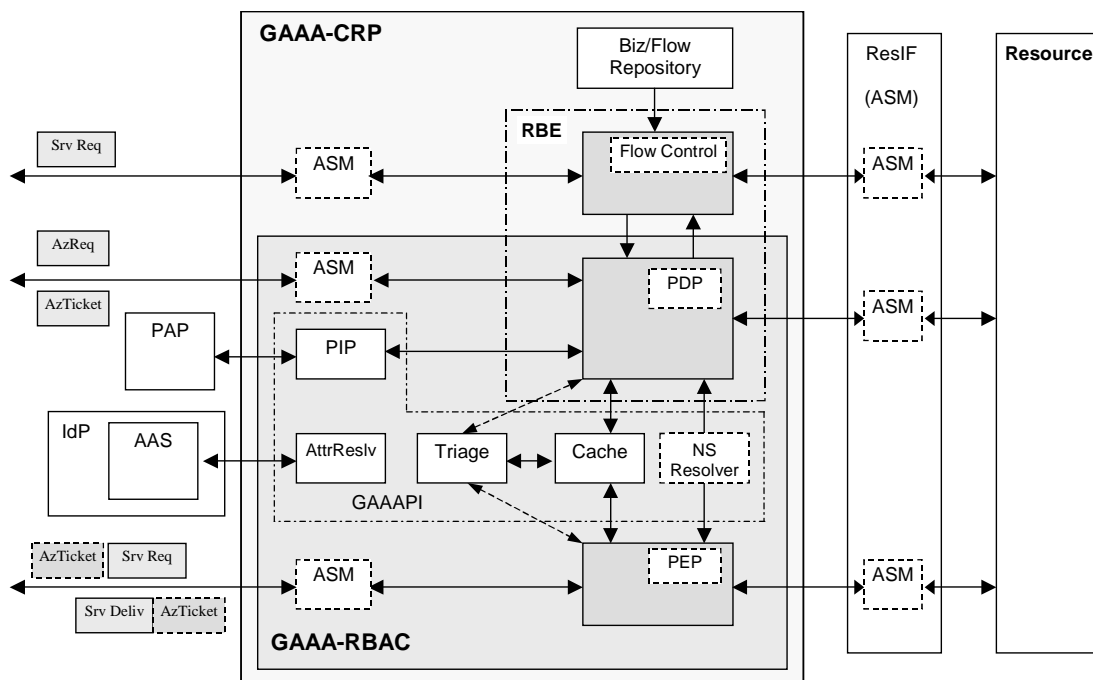 GAAA-CRP
Biz/Flow
Repository
ResIF
(ASM)
Resource
RBE
Srv Req
ASM
Flow Control
ASM
AzReq
ASM
PDP
ASM
AzTicket
PAP
PIP
IdP
AAS
AttrReslv
Triage
Cache
NS
Resolver
GAAAPI
AzTicket
Srv Req
ASM
PEP
ASM
Srv Deliv
AzTicket
GAAA-RBAC